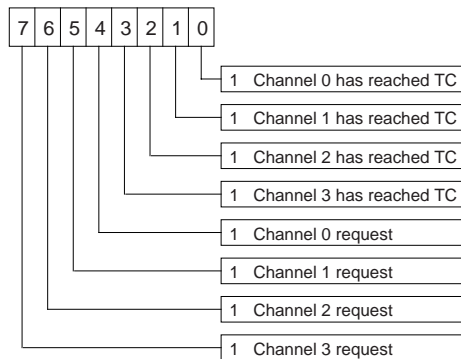 7 6 5 4 3 2 1 0
1 Channel 0 has reached TC
1 Channel 1 has reached TC
1 Channel 2 has reached TC
1 Channel 3 has reached TC
1 Channel 0 request
1 Channel 1 request
1 Channel 2 request
1 Channel 3 request